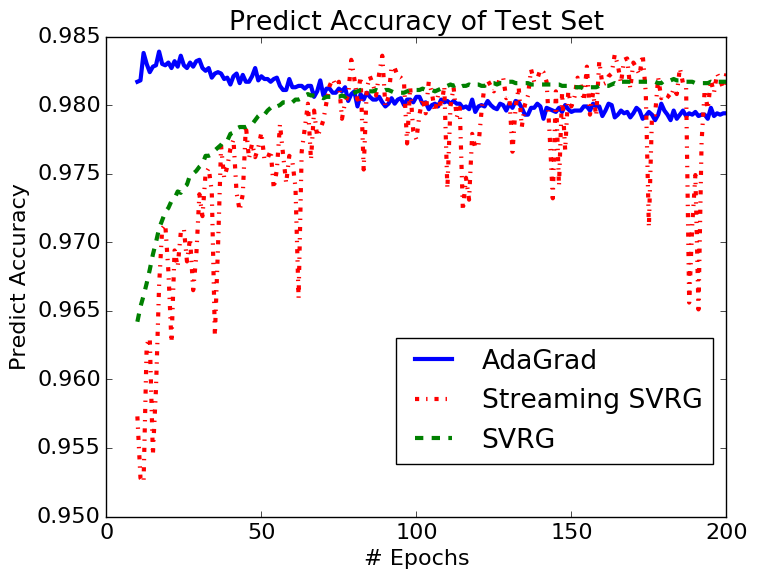 Predict Accuracy of Test Set
0.985
0.980
0.975
0.970
0.965
0.960
0.955
0.950
Predict Accuracy
AdaGrad
Streaming SVRG
SVRG
0
50
100
150
200
# Epochs